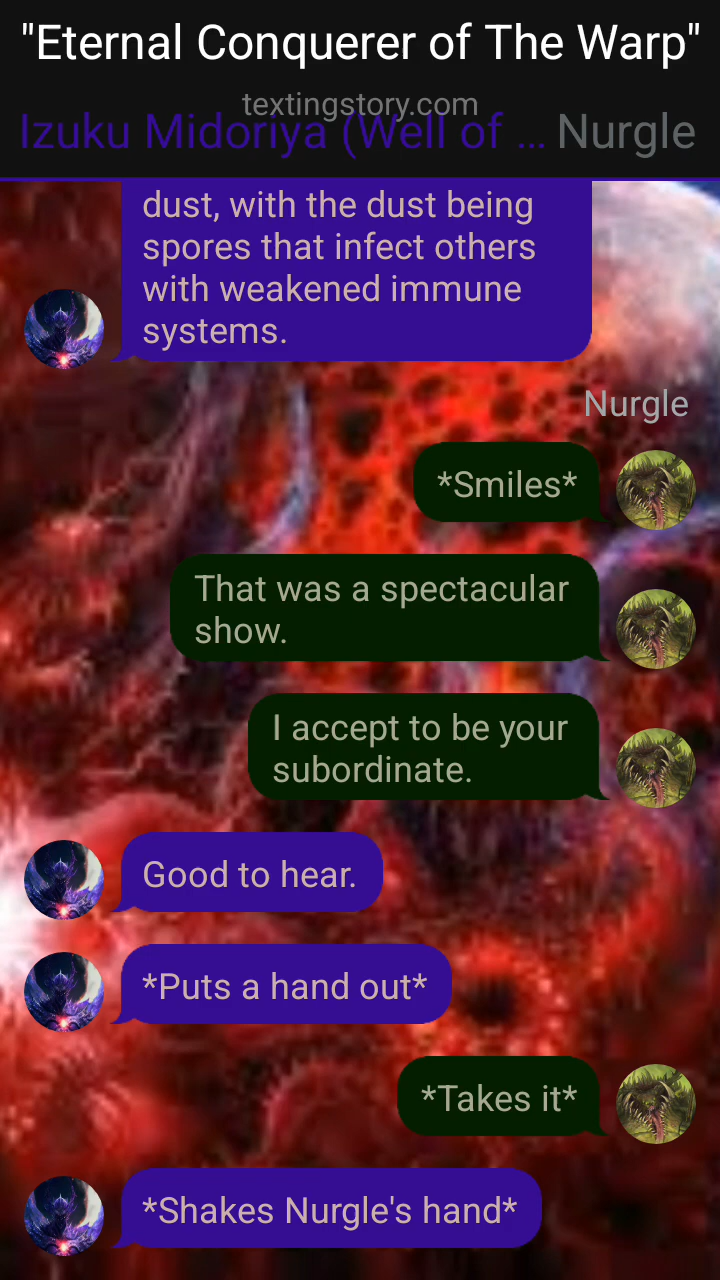 "Eternal Conquerer of The Warp"
textingstory.com
Izuku Midoriya (Well of ... Nurgle
dust, with the dust being
spores that infect others
with weakened immune
systems.
Nurgle
*Smiles*
That was a spectacular
show.
I accept to be your
subordinate.
Good to hear.
*Puts a hand out*
*Takes it*
*Shakes Nurgle's hand*